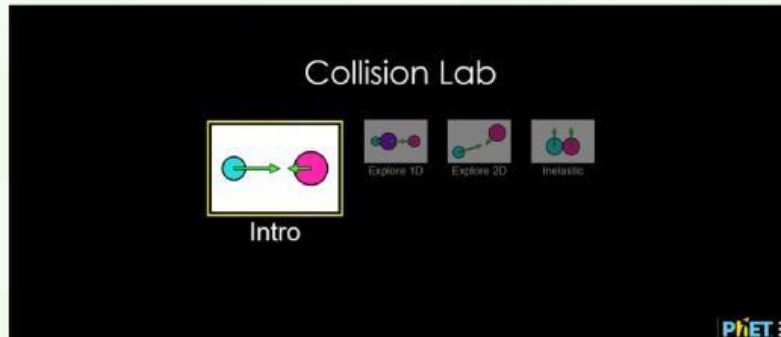 Collision Lab
Intro
Explore 1D
Explore 2D
Inelastic
PhET